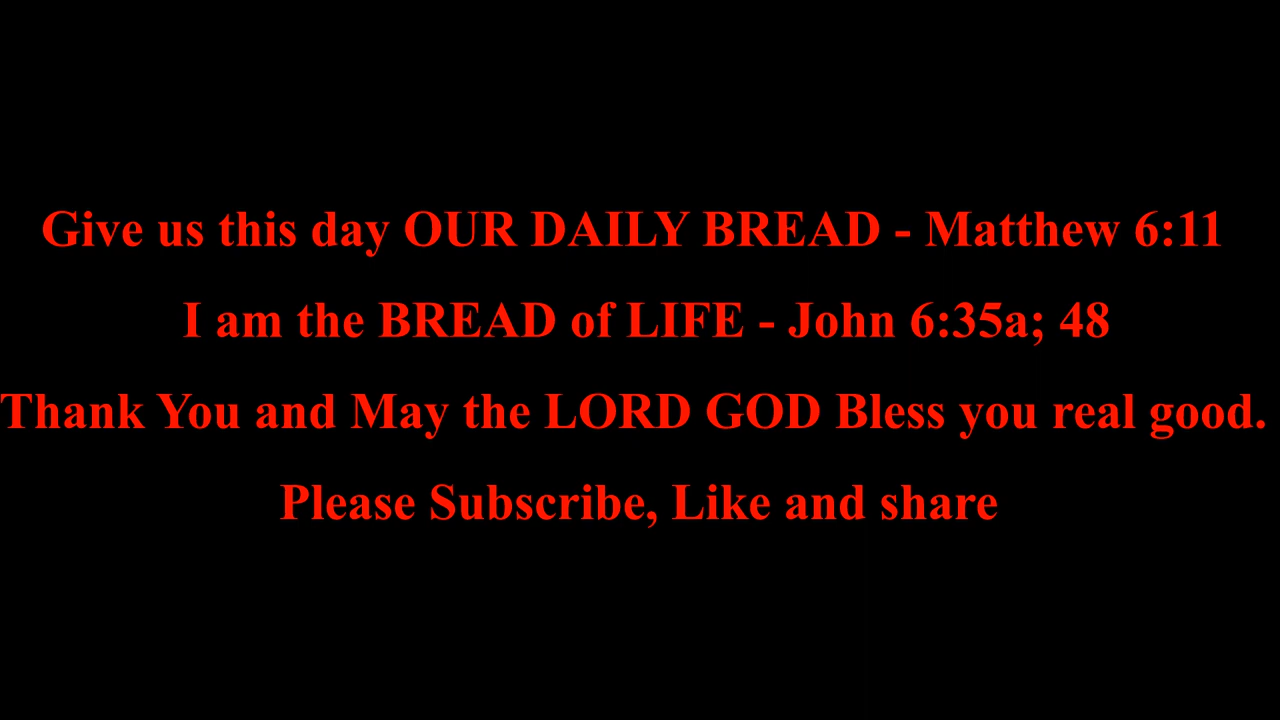 Give us this day OUR DAILY BREAD - Matthew 6:11
I am the BREAD of LIFE - John 6:35a; 48
Thank You and May the LORD GOD Bless you real good.
Please Subscribe, Like and share